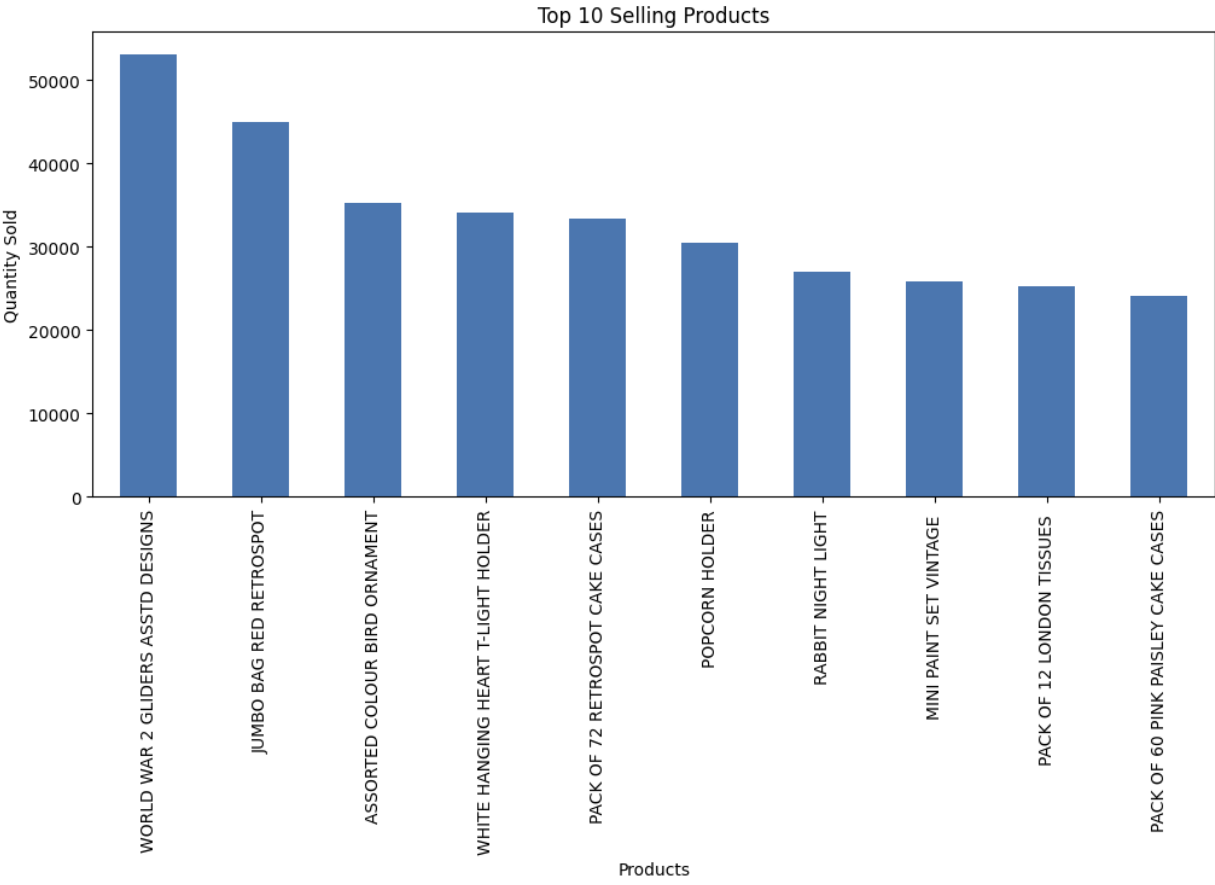 Top 10 Selling Products
Quantity Sold
50000
40000
30000
20000
10000
0
WORLD WAR 2 GLIDERS ASSTD DESIGNS
JUMBO BAG RED RETROSPOT
ASSORTED COLOUR BIRD ORNAMENT
WHITE HANGING HEART T-LIGHT HOLDER
PACK OF 72 RETROSPOT CAKE CASES
POPCORN HOLDER
RABBIT NIGHT LIGHT
MINI PAINT SET VINTAGE
PACK OF 12 LONDON TISSUES
PACK OF 60 PINK PAISLEY CAKE CASES
Products